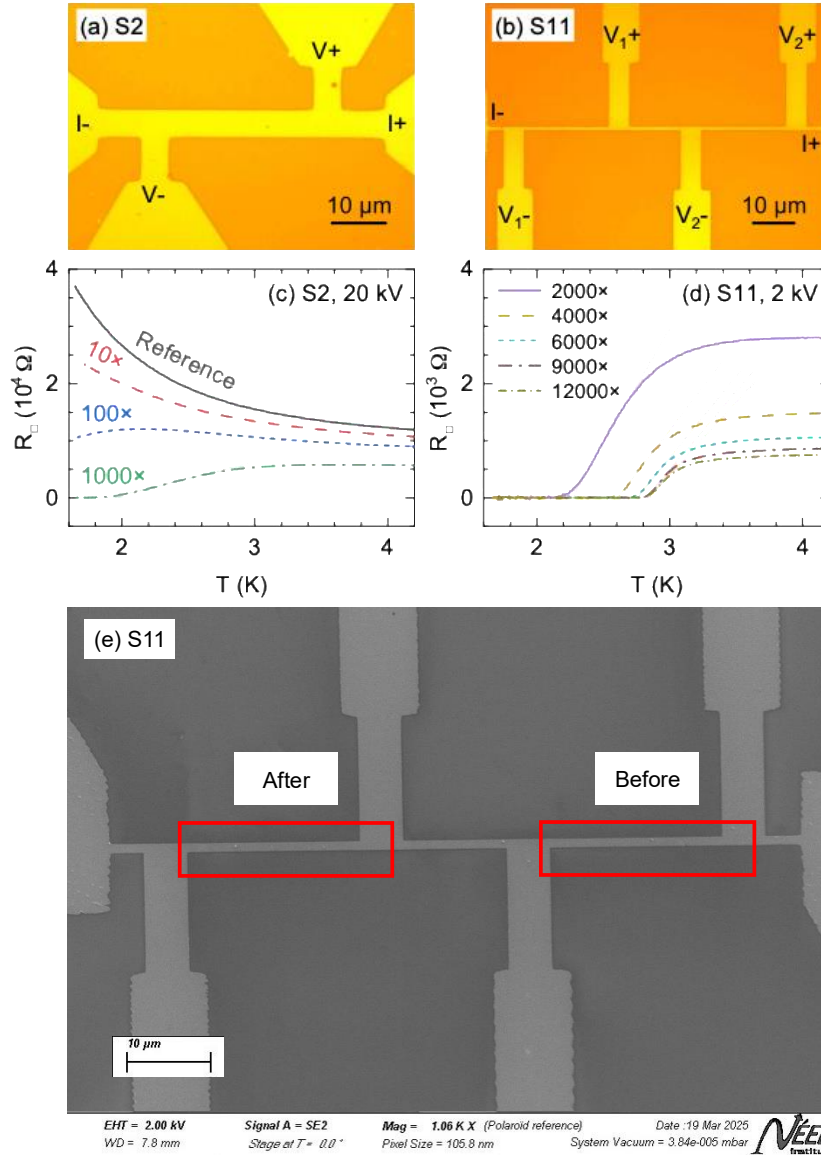 (a) S2
V+
I-
I+
V-
10 µm
(b) S11
V1+
V2+
I-
I+
V1-
V2-
10 µm
(c) S2, 20 kV
Reference
10×
100×
1000×
4
2
0
R□ (10⁴ Ω)
2
3
4
T (K)
(d) S11, 2 kV
2000×
4000×
6000×
9000×
12000×
4
2
0
R□ (10³ Ω)
2
3
4
T (K)
(e) S11
After
Before
10 µm
EHT = 2.00 kV Signal A = SE2 Mag = 1.06 K X (Polaroid reference) Date :19 Mar 2025
WD = 7.8 mm Stage at T = 0.0 ° Pixel Size = 105.8 nm System Vacuum = 3.84e-005 mbar
NÉEL
Institut